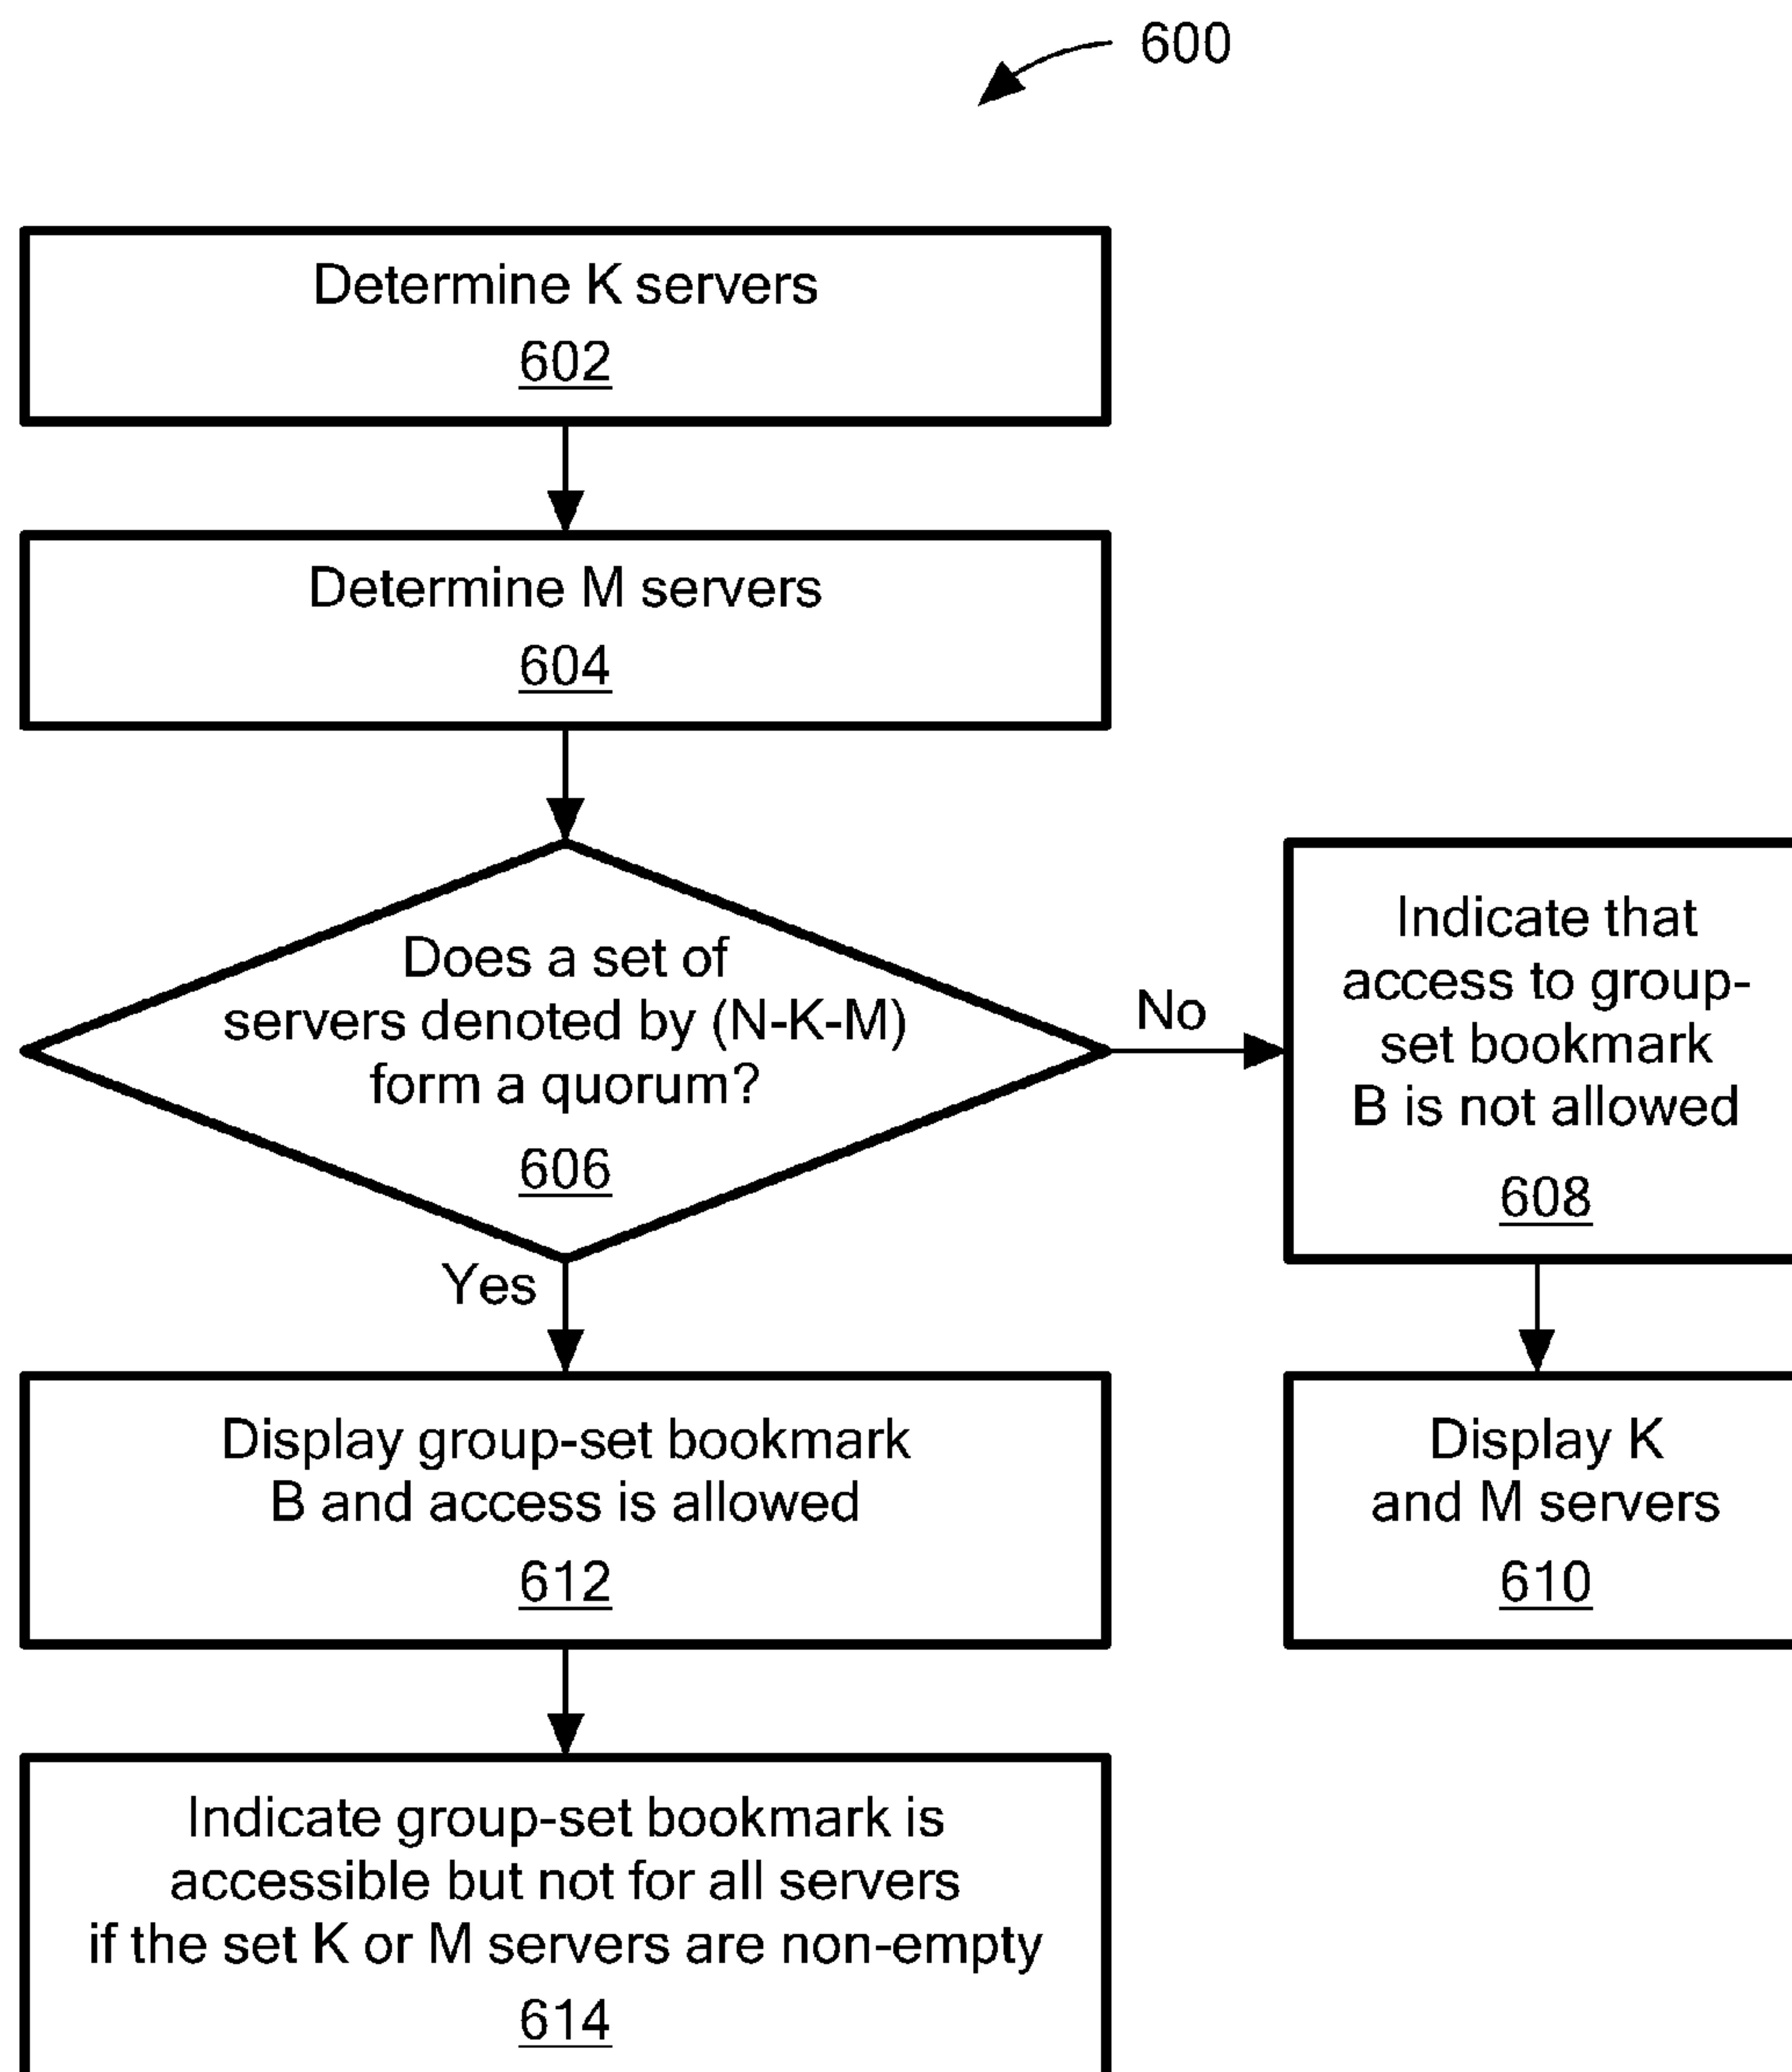 600
Determine K servers
602
Determine M servers
604
Does a set of
servers denoted by (N-K-M)
form a quorum?
606
No
Indicate that
access to group-
set bookmark
B is not allowed
608
Yes
Display group-set bookmark
B and access is allowed
612
Display K
and M servers
610
Indicate group-set bookmark is
accessible but not for all servers
if the set K or M servers are non-empty
614